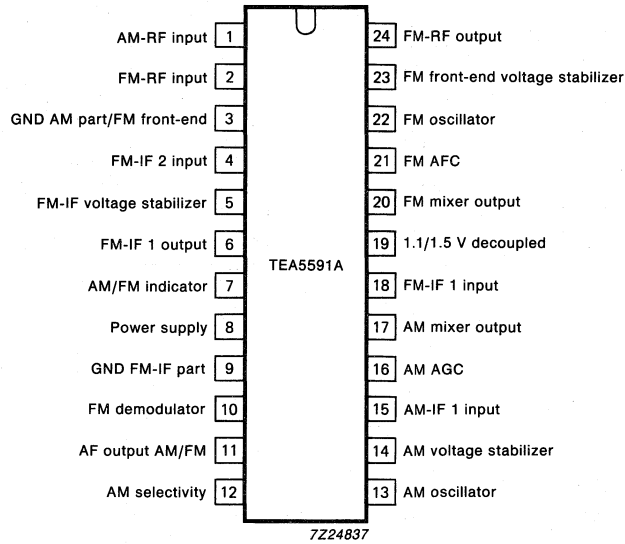 AM-RF input 1 24 FM-RF output
FM-RF input 2 23 FM front-end voltage stabilizer
GND AM part/FM front-end 3 22 FM oscillator
FM-IF 2 input 4 21 FM AFC
FM-IF voltage stabilizer 5 20 FM mixer output
FM-IF 1 output 6 19 1.1/1.5 V decoupled
TEA5591A
AM/FM indicator 7 18 FM-IF 1 input
Power supply 8 17 AM mixer output
GND FM-IF part 9 16 AM AGC
FM demodulator 10 15 AM-IF 1 input
AF output AM/FM 11 14 AM voltage stabilizer
AM selectivity 12 13 AM oscillator
7Z24837